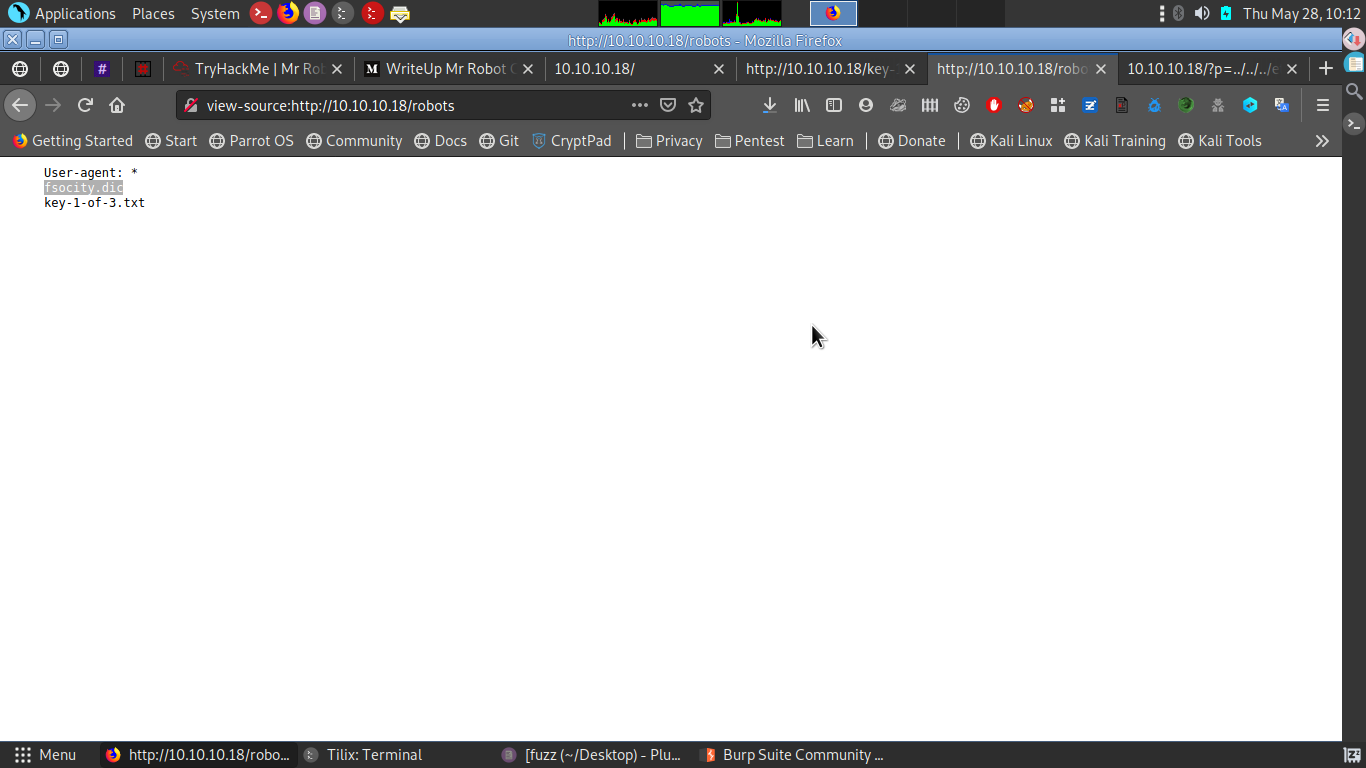 Applications Places System
Thu May 28, 10:12
http://10.10.10.18/robots - Mozilla Firefox
# TryHackMe | Mr Rob
M WriteUp Mr Robot C
10.10.10.18/
http://10.10.10.18/key-
http://10.10.10.18/robo
10.10.10.18/?p=../../../e
view-source:http://10.10.10.18/robots
Getting Started Start Parrot OS Community Docs Git CryptPad Privacy Pentest Learn Donate Kali Linux Kali Training Kali Tools
User-agent: *
fsocity.dic
key-1-of-3.txt
Menu http://10.10.10.18/robo... Tilix: Terminal [fuzz (~/Desktop) - Plu... Burp Suite Community ...